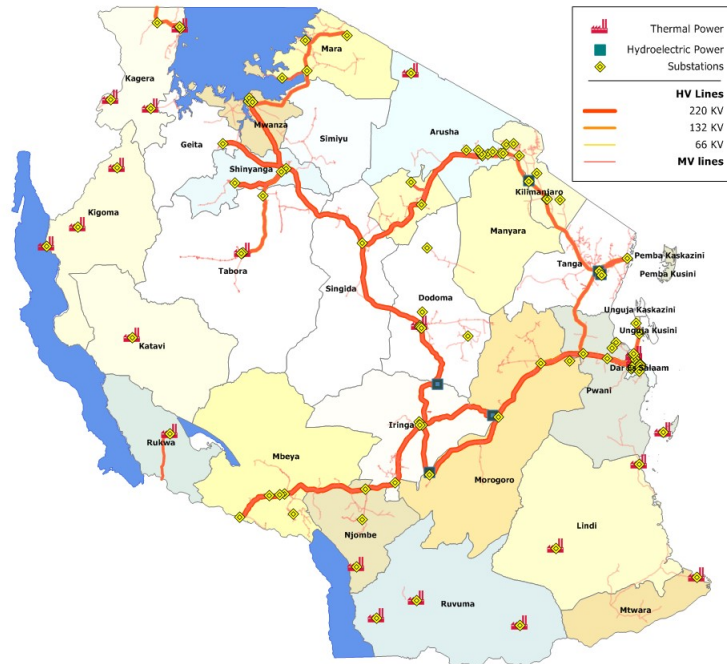 Thermal Power
Hydroelectric Power
Substations
HV Lines
220 KV
132 KV
66 KV
MV lines
Mara
Kagera
Mwanza
Simiyu
Arusha
Geita
Shinyanga
Kilimanjaro
Kigoma
Manyara
Tanga
Pemba Kaskazini
Pemba Kusini
Tabora
Singida
Dodoma
Unguja Kaskazini
Unguja Kusini
Katavi
Dar Es Salaam
Pwani
Iringa
Rukwa
Mbeya
Morogoro
Lindi
Njombe
Ruvuma
Mtwara